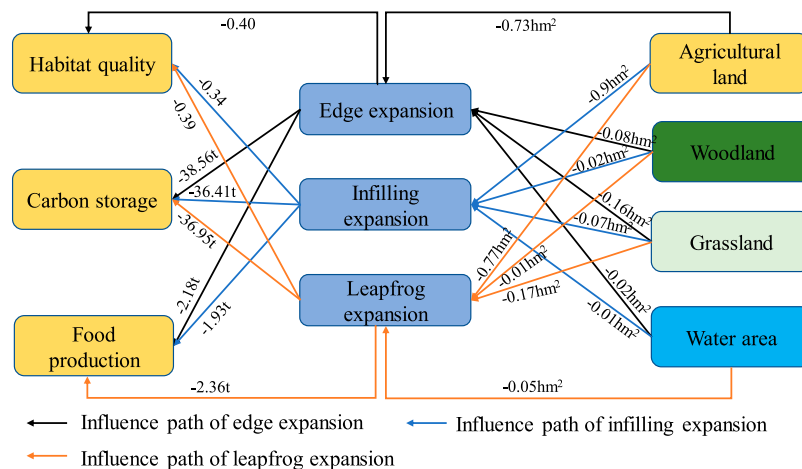 -0.40
-0.73hm²
Habitat quality
Edge expansion
Agricultural
land
-0.34
-0.39
-0.9hm²
-0.08hm²
Woodland
-0.02hm²
-38.56t
Carbon storage
-36.41t
Infilling
expansion
-0.16hm²
-0.07hm²
Grassland
-36.95t
-0.77hm²
-0.01hm²
-0.17hm²
Leapfrog
expansion
-2.18t
-1.93t
-0.02hm²
-0.01hm²
Food
production
Water area
-2.36t
-0.05hm²
Influence path of edge expansion
Influence path of infilling expansion
Influence path of leapfrog expansion